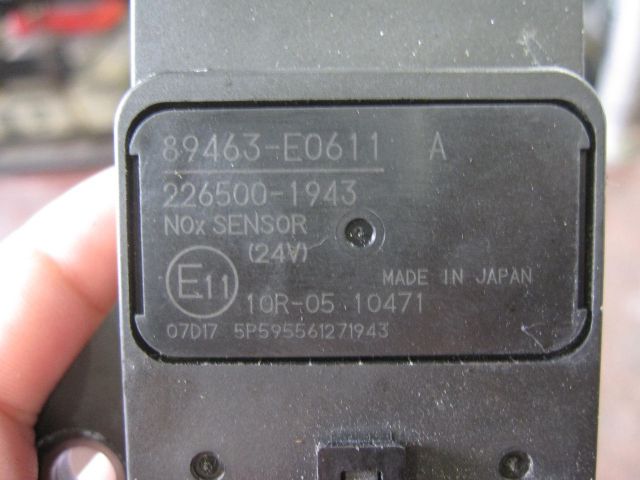 89463-E0611 A
226500-1943
NOx SENSOR
(24V)
E11
MADE IN JAPAN
10R-05 10471
07D17 5P595561271943